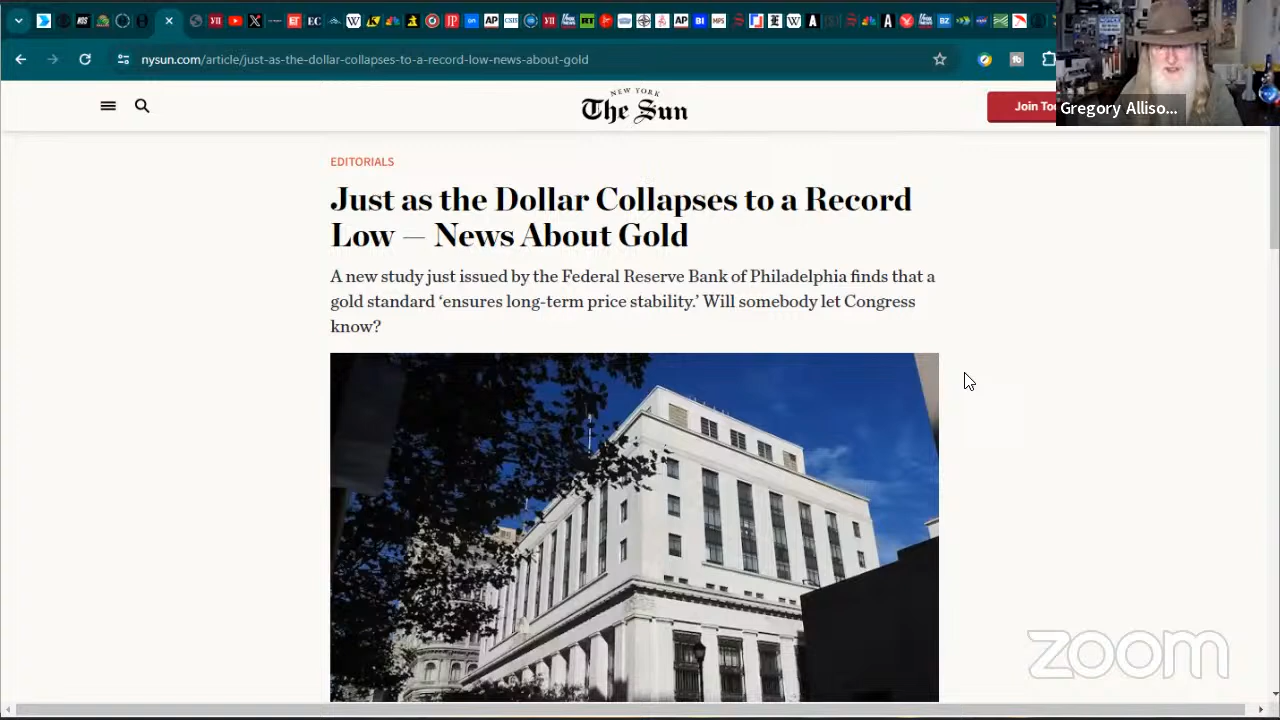 nysun.com/article/just-as-the-dollar-collapses-to-a-record-low-news-about-gold
NEW YORK
The Sun
Join To
Gregory Alliso...
EDITORIALS
Just as the Dollar Collapses to a Record
Low — News About Gold
A new study just issued by the Federal Reserve Bank of Philadelphia finds that a
gold standard ‘ensures long-term price stability.’ Will somebody let Congress
know?
zoom